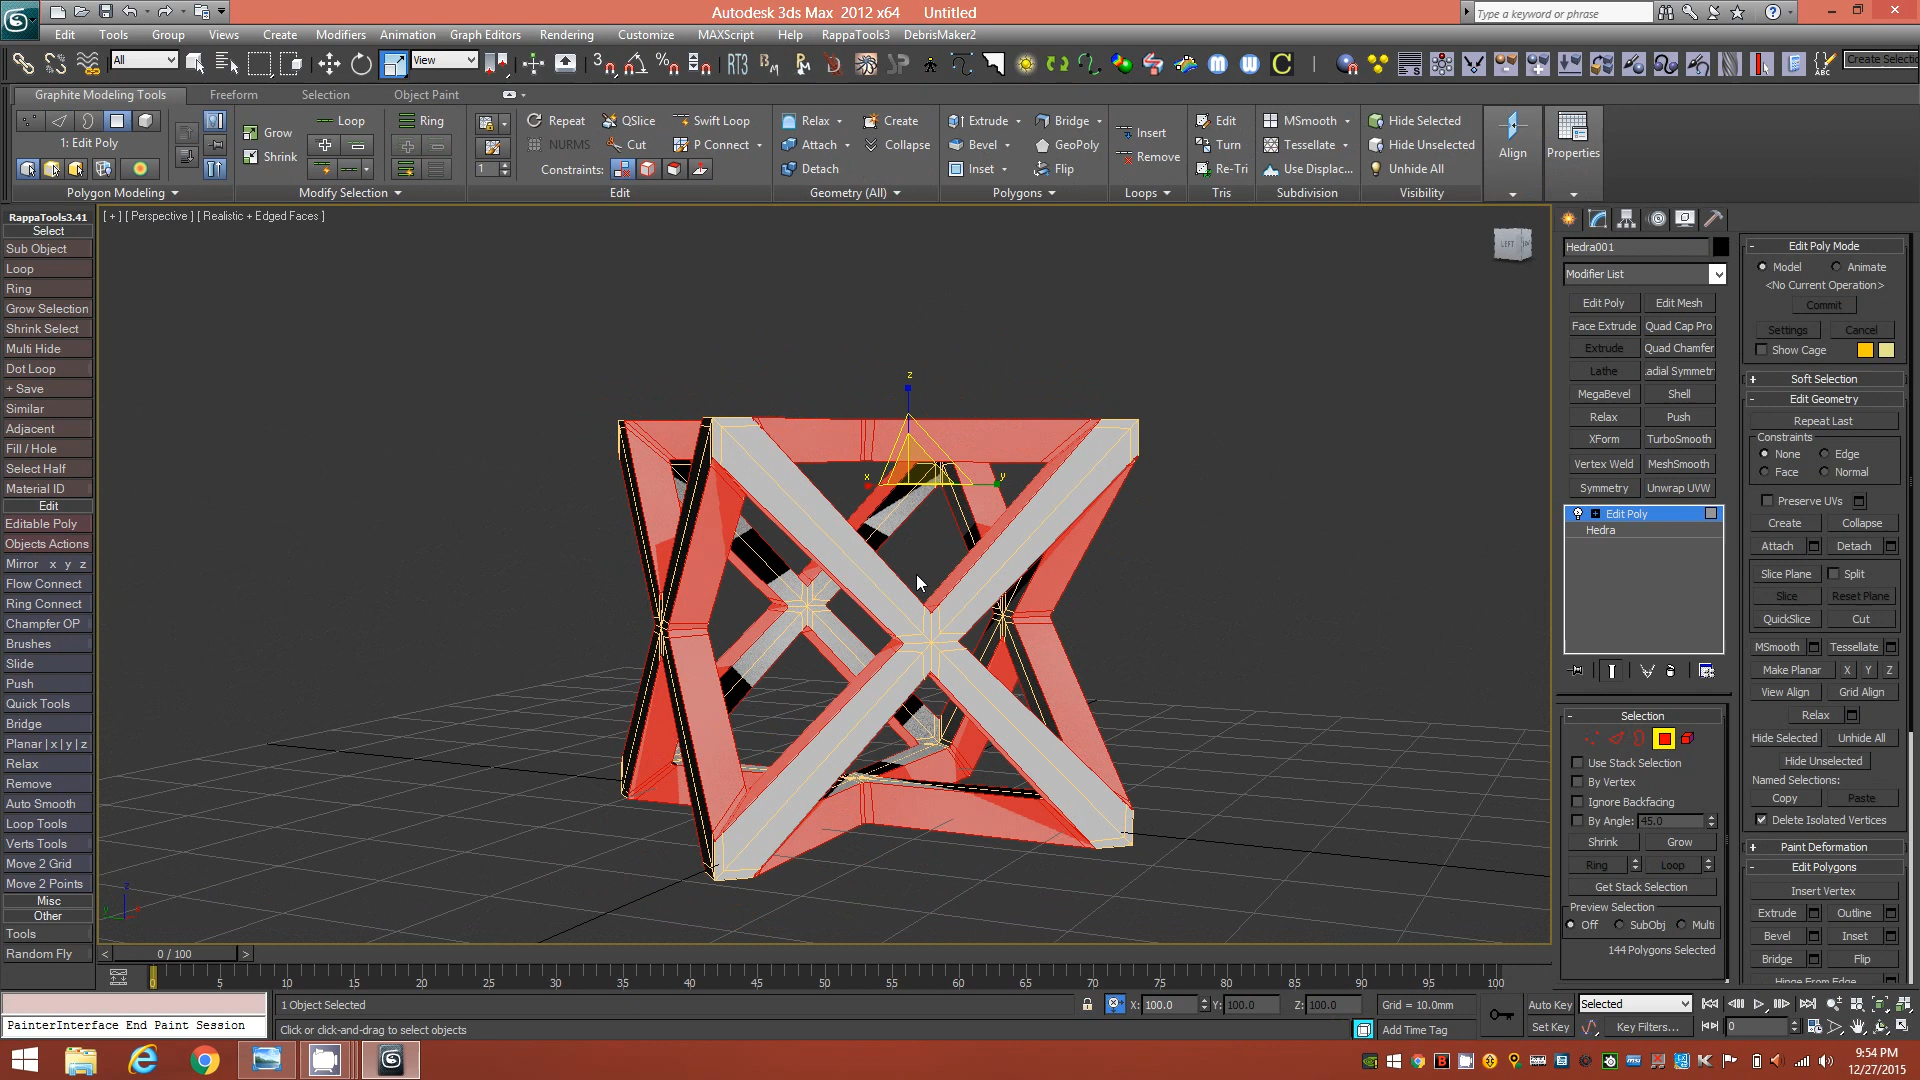 Autodesk 3ds Max 2012 x64 Untitled
Type a keyword or phrase
Edit Tools Group Views Create Modifiers Animation Graph Editors Rendering Customize MAXScript Help RappaTools3 DebrisMaker2
All View RT3 Create Selectio
Graphite Modeling Tools Freeform Selection Object Paint
1: Edit Poly
Polygon Modeling
Grow Loop Ring
Shrink
Modify Selection
Repeat QSlice Swift Loop
NURMS Cut P Connect
1 Constraints:
Edit
Relax Create
Attach Collapse
Detach
Geometry (All)
Extrude Bridge
Bevel GeoPoly
Inset Flip
Polygons
Insert
Remove
Loops
Edit
Turn
Re-Tri
Tris
MSmooth
Tessellate
Use Displac...
Subdivision
Hide Selected
Hide Unselected
Unhide All
Visibility
Align
Properties
RappaTools3.41
Select
Sub Object
Loop
Ring
Grow Selection
Shrink Select
Multi Hide
Dot Loop
+ Save
Similar
Adjacent
Fill / Hole
Select Half
Material ID
Edit
Editable Poly
Objects Actions
Mirror x y z
Flow Connect
Ring Connect
Champfer OP
Brushes
Slide
Push
Quick Tools
Bridge
Planar | x | y | z
Relax
Remove
Auto Smooth
Loop Tools
Verts Tools
Move 2 Grid
Move 2 Points
Misc
Other
Tools
Random Fly
[ + ] [ Perspective ] [ Realistic + Edged Faces ]
LEFT
z
x
y
Hedra001
Modifier List
Edit Poly Edit Mesh
Face Extrude Quad Cap Pro
Extrude Quad Chamfer
Lathe adial Symmetr
MegaBevel Shell
Relax Push
XForm TurboSmooth
Vertex Weld MeshSmooth
Symmetry Unwrap UVW
Edit Poly
Hedra
Selection
Use Stack Selection
By Vertex
Ignore Backfacing
By Angle: 45.0
Shrink Grow
Ring Loop
Get Stack Selection
Preview Selection
Off SubObj Multi
144 Polygons Selected
Edit Poly Mode
Model Animate
<No Current Operation>
Commit
Settings Cancel
Show Cage
Soft Selection
Edit Geometry
Repeat Last
Constraints
None Edge
Face Normal
Preserve UVs
Create Collapse
Attach Detach
Slice Plane Split
Slice Reset Plane
QuickSlice Cut
MSmooth Tessellate
Make Planar X Y Z
View Align Grid Align
Relax
Hide Selected Unhide All
Hide Unselected
Named Selections:
Copy Paste
Delete Isolated Vertices
Paint Deformation
Edit Polygons
Insert Vertex
Extrude Outline
Bevel Inset
Bridge Flip
Hinge From Edge
< 0 / 100 >
0 5 10 15 20 25 30 35 40 45 50 55 60 65 70 75 80 85 90 95 100
PainterInterface End Paint Session
1 Object Selected X: 100.0 Y: 100.0 Z: 100.0 Grid = 10.0mm
Click or click-and-drag to select objects Add Time Tag
Auto Key Selected
Set Key Key Filters... 0
9:54 PM
12/27/2015